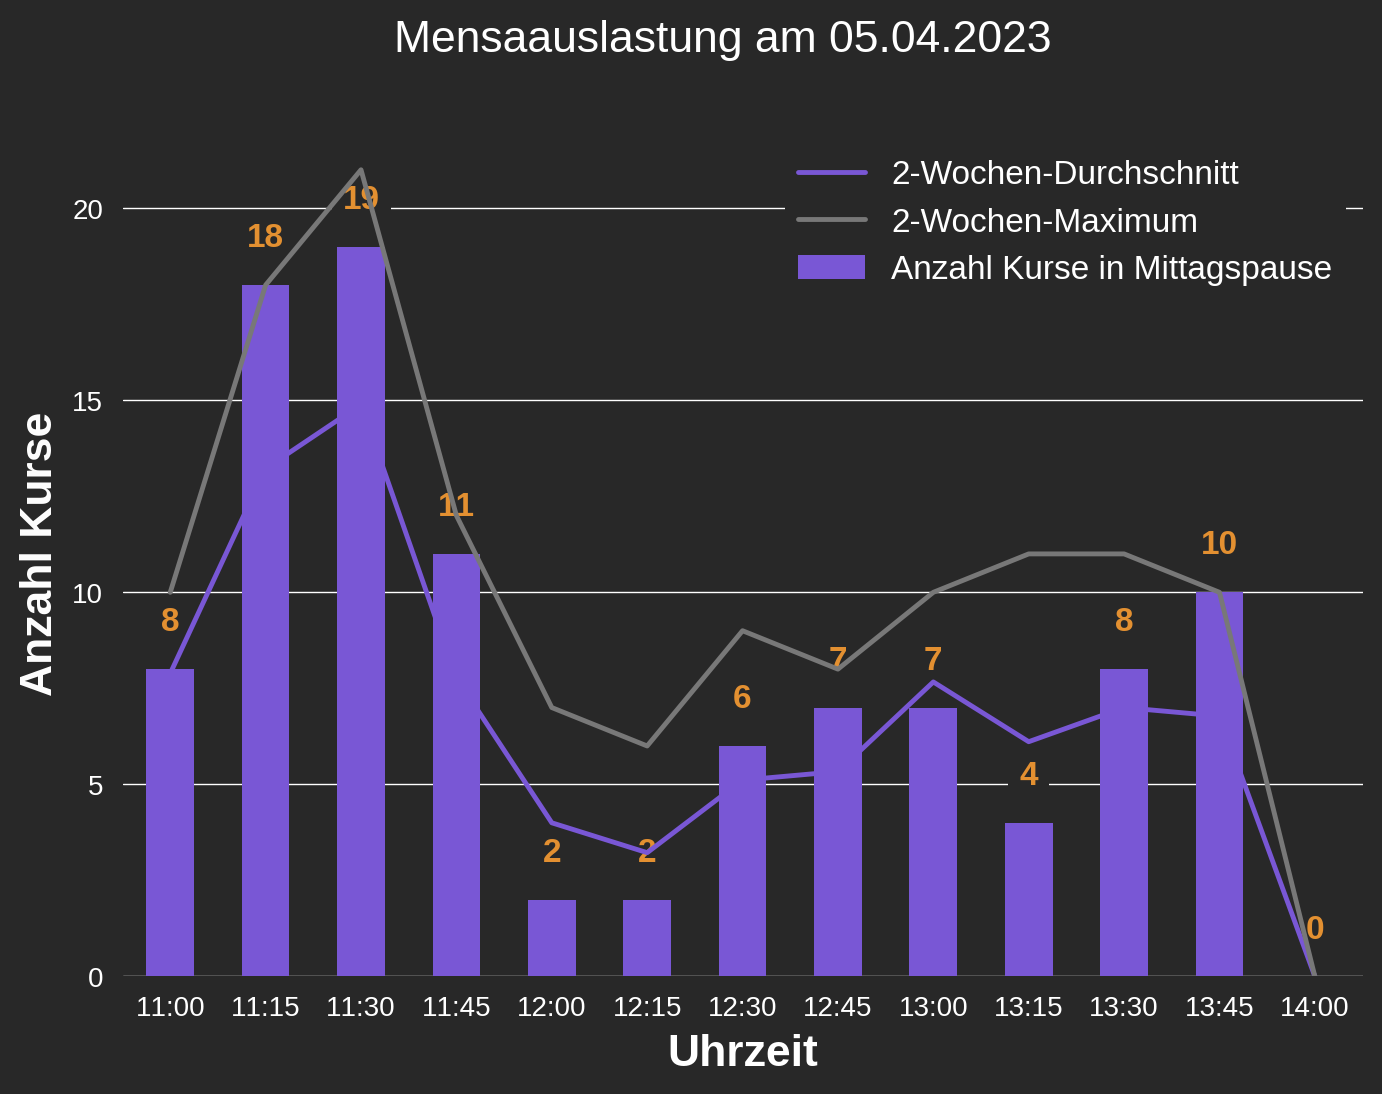 Mensaauslastung am 05.04.2023
2-Wochen-Durchschnitt
2-Wochen-Maximum
Anzahl Kurse in Mittagspause
Anzahl Kurse
20
15
10
5
0
8
18
19
11
2
2
6
7
7
4
8
10
0
11:00 11:15 11:30 11:45 12:00 12:15 12:30 12:45 13:00 13:15 13:30 13:45 14:00
Uhrzeit